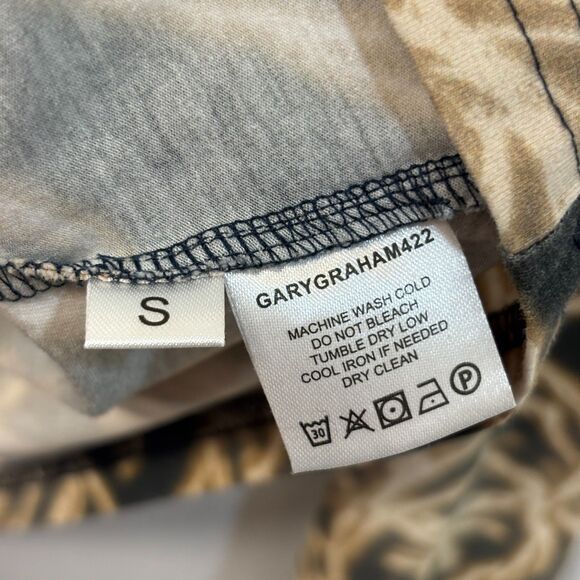 S
GARYGRAHAM422
MACHINE WASH COLD
DO NOT BLEACH
TUMBLE DRY LOW
COOL IRON IF NEEDED
DRY CLEAN
30
P